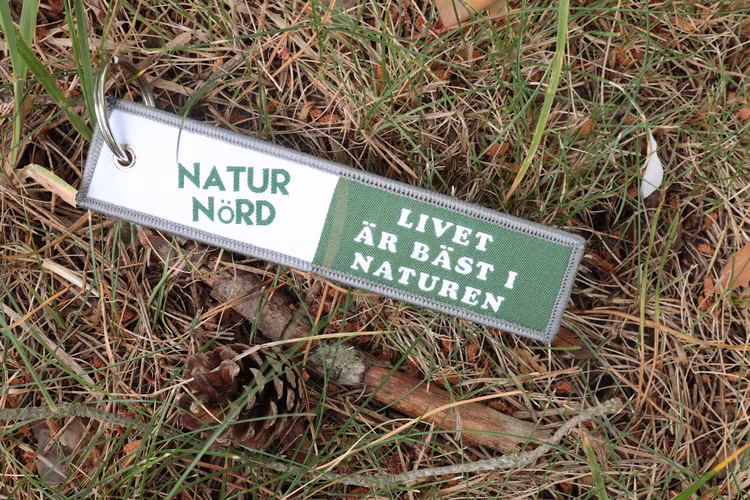 NATUR
NöRD
LIVET
ÄR BÄST I
NATUREN